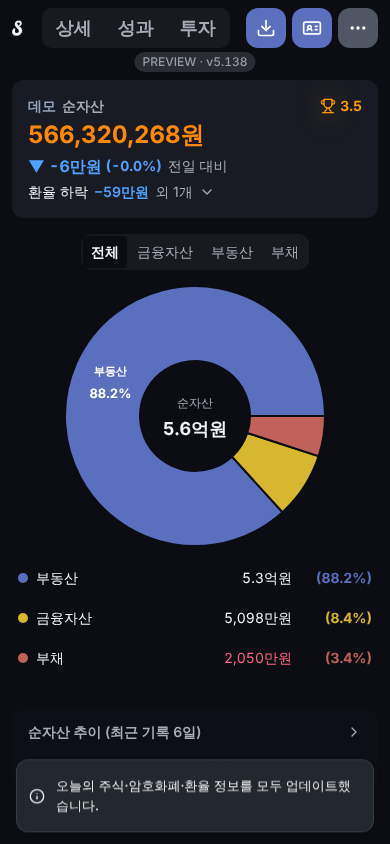 상세 성과 투자
PREVIEW · v5.138
데모 순자산
3.5
566,320,268원
▼ -6만원 (-0.0%) 전일 대비
환율 하락 −59만원 외 1개
전체 금융자산 부동산 부채
부동산
88.2%
순자산
5.6억원
부동산 5.3억원 (88.2%)
금융자산 5,098만원 (8.4%)
부채 2,050만원 (3.4%)
순자산 추이 (최근 기록 6일)
오늘의 주식·암호화폐·환율 정보를 모두 업데이트했
습니다.